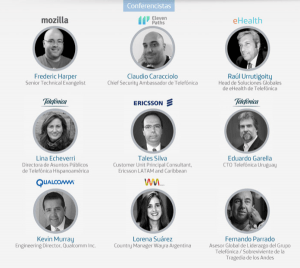 Conferencistas
mozilla
Eleven
Paths
eHealth
Frederic Harper
Senior Technical Evangelist
Claudio Caracciolo
Chief Security Ambassador de Telefónica
Raúl Urrutigoity
Head de Soluciones Globales
de eHealth de Telefónica
Telefónica
ERICSSON
Telefónica
Lina Echeverri
Directora de Asuntos Públicos
de Telefónica Hispanoamérica
Tales Silva
Customer Unit Principal Consultant,
Ericsson LATAM and Caribbean
Eduardo Garella
CTO Telefónica Uruguay
QUALCOMM
Kevin Murray
Engineering Director, Qualcomm Inc.
Lorena Suárez
Country Manager Wayra Argentina
Fernando Parrado
Asesor Global en Liderazgo del Grupo
Telefónica / Sobreviviente de la
Tragedia de los Andes